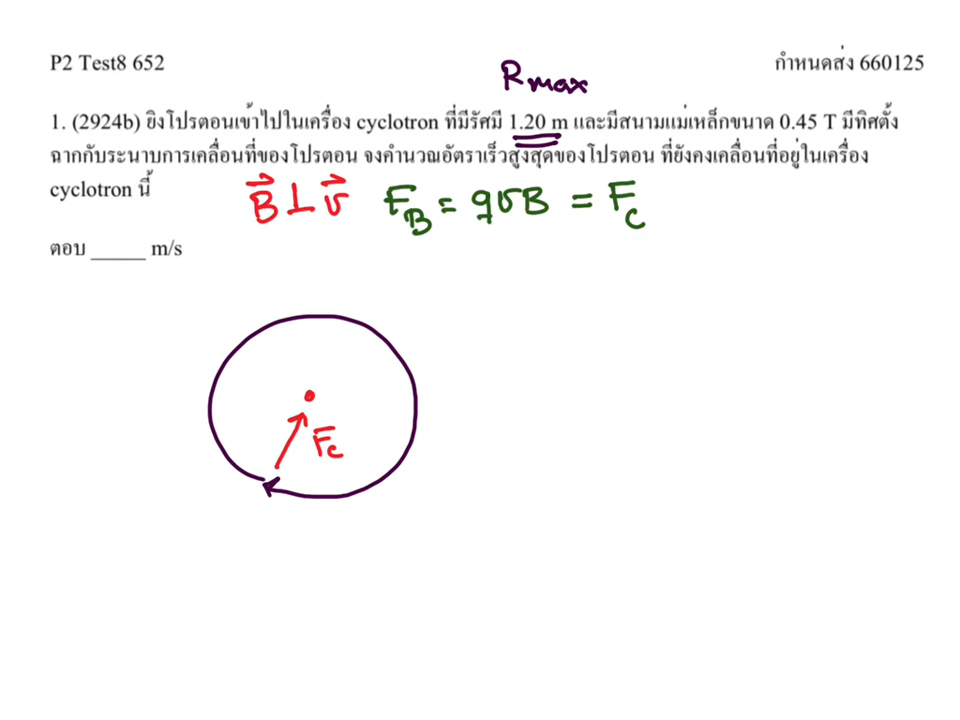 P2 Test8 652 กำหนดส่ง 660125
Rmax
1. (2924b) ยิงโปรตอนเข้าไปในเครื่อง cyclotron ที่มีรัศมี 1.20 m และมีสนามแม่เหล็กขนาด 0.45 T มีทิศตั้ง
ฉากกับระนาบการเคลื่อนที่ของโปรตอน จงคำนวณอัตราเร็วสูงสุดของโปรตอน ที่ยังคงเคลื่อนที่อยู่ในเครื่อง
cyclotron นี้
B⃗ ⊥ v⃗ F_B = qvB = F_c
ตอบ _____ m/s
F_c